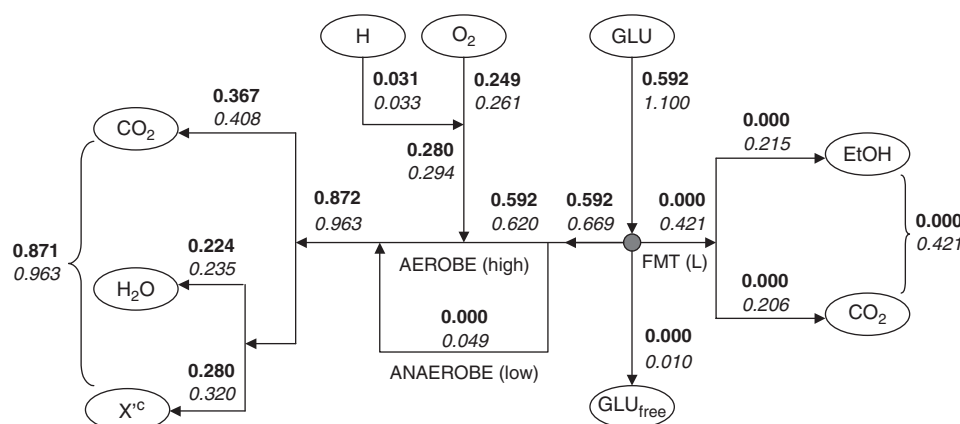 H
O₂
GLU
0.031
0.033
0.249
0.261
0.592
1.100
0.367
0.408
CO₂
0.280
0.294
0.000
0.215
EtOH
0.872
0.963
0.592
0.620
0.592
0.669
0.000
0.421
0.000
0.421
0.871
0.963
0.224
0.235
H₂O
AEROBE (high)
FMT (L)
0.000
0.206
CO₂
0.000
0.049
ANAEROBE (low)
0.000
0.010
0.280
0.320
X'ᶜ
GLU_free